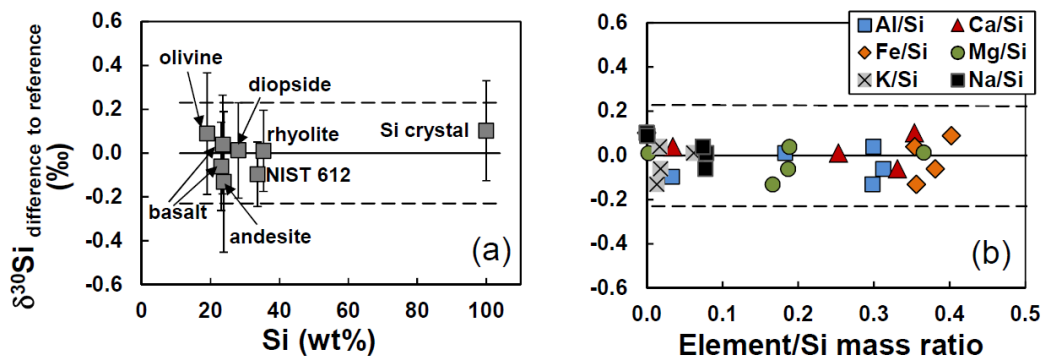 δ30Si difference to reference
(‰)
0.6
0.4
0.2
0.0
-0.2
-0.4
-0.6
olivine
diopside
rhyolite
Si crystal
NIST 612
basalt
andesite
(a)
0 20 40 60 80 100
Si (wt%)
0.6
0.4
0.2
0.0
-0.2
-0.4
-0.6
Al/Si Ca/Si
Fe/Si Mg/Si
K/Si Na/Si
(b)
0.0 0.1 0.2 0.3 0.4 0.5
Element/Si mass ratio